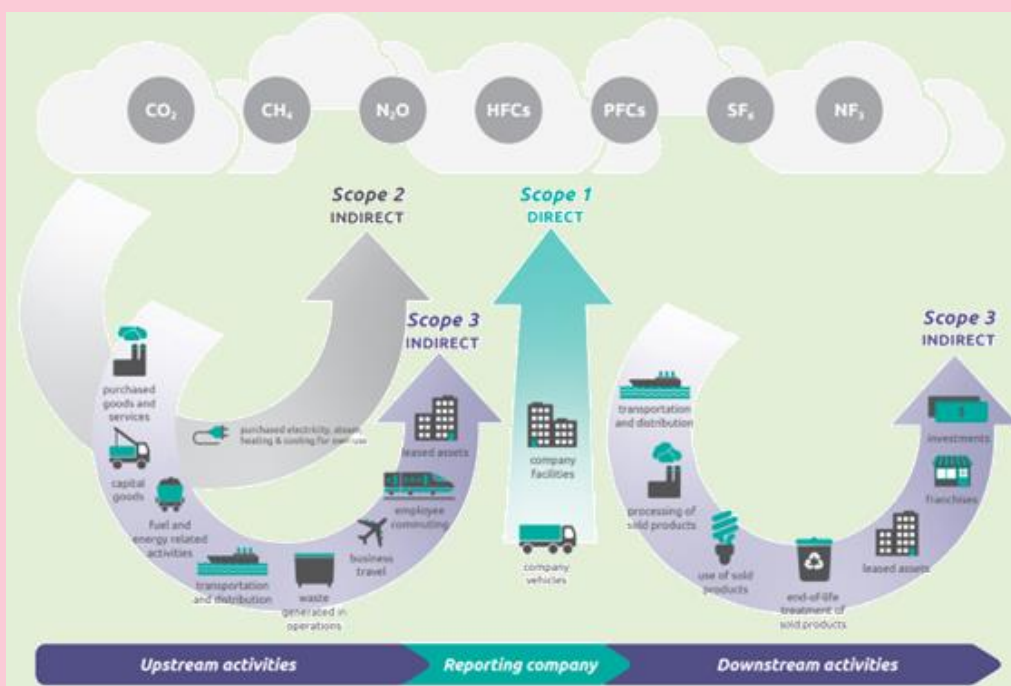 CO₂
CH₄
N₂O
HFCs
PFCs
SF₆
NF₃
Scope 2
INDIRECT
Scope 1
DIRECT
Scope 3
INDIRECT
Scope 3
INDIRECT
purchased
goods and
services
capital
goods
fuel and
energy related
activities
transportation
and distribution
waste
generated in
operations
business
travel
employee
commuting
leased assets
purchased electricity, steam,
heating & cooling for own use
company
facilities
company
vehicles
transportation
and distribution
processing of
sold products
use of sold
products
end-of-life
treatment of
sold products
leased assets
franchises
investments
Upstream activities
Reporting company
Downstream activities